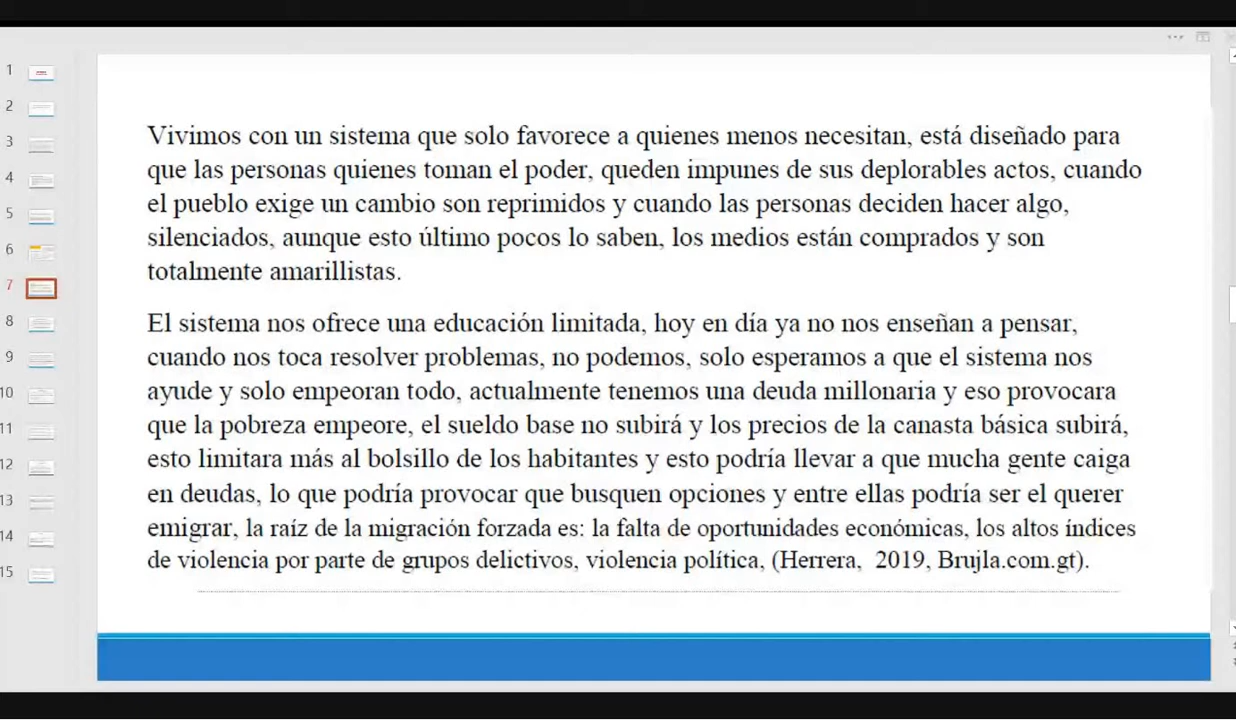 1
2
3
4
5
6
7
8
9
10
11
12
13
14
15
Vivimos con un sistema que solo favorece a quienes menos necesitan, está diseñado para
que las personas quienes toman el poder, queden impunes de sus deplorables actos, cuando
el pueblo exige un cambio son reprimidos y cuando las personas deciden hacer algo,
silenciados, aunque esto último pocos lo saben, los medios están comprados y son
totalmente amarillistas.
El sistema nos ofrece una educación limitada, hoy en día ya no nos enseñan a pensar,
cuando nos toca resolver problemas, no podemos, solo esperamos a que el sistema nos
ayude y solo empeoran todo, actualmente tenemos una deuda millonaria y eso provocara
que la pobreza empeore, el sueldo base no subirá y los precios de la canasta básica subirá,
esto limitara más al bolsillo de los habitantes y esto podría llevar a que mucha gente caiga
en deudas, lo que podría provocar que busquen opciones y entre ellas podría ser el querer
emigrar, la raíz de la migración forzada es: la falta de oportunidades económicas, los altos índices
de violencia por parte de grupos delictivos, violencia política, (Herrera, 2019, Brujla.com.gt).